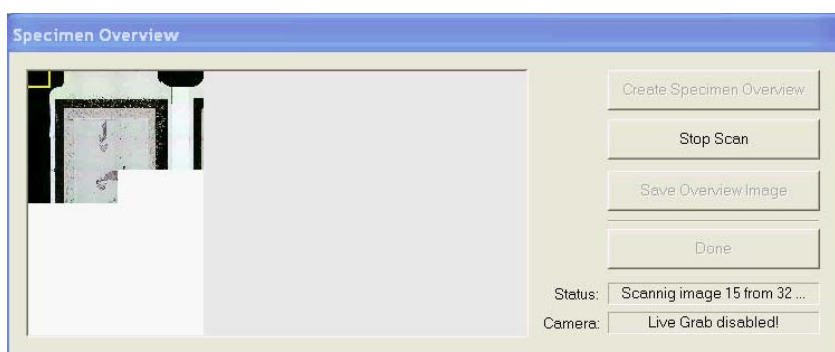 Specimen Overview
Create Specimen Overview
Stop Scan
Save Overview Image
Done
Status: Scannig image 15 from 32 ...
Camera: Live Grab disabled!